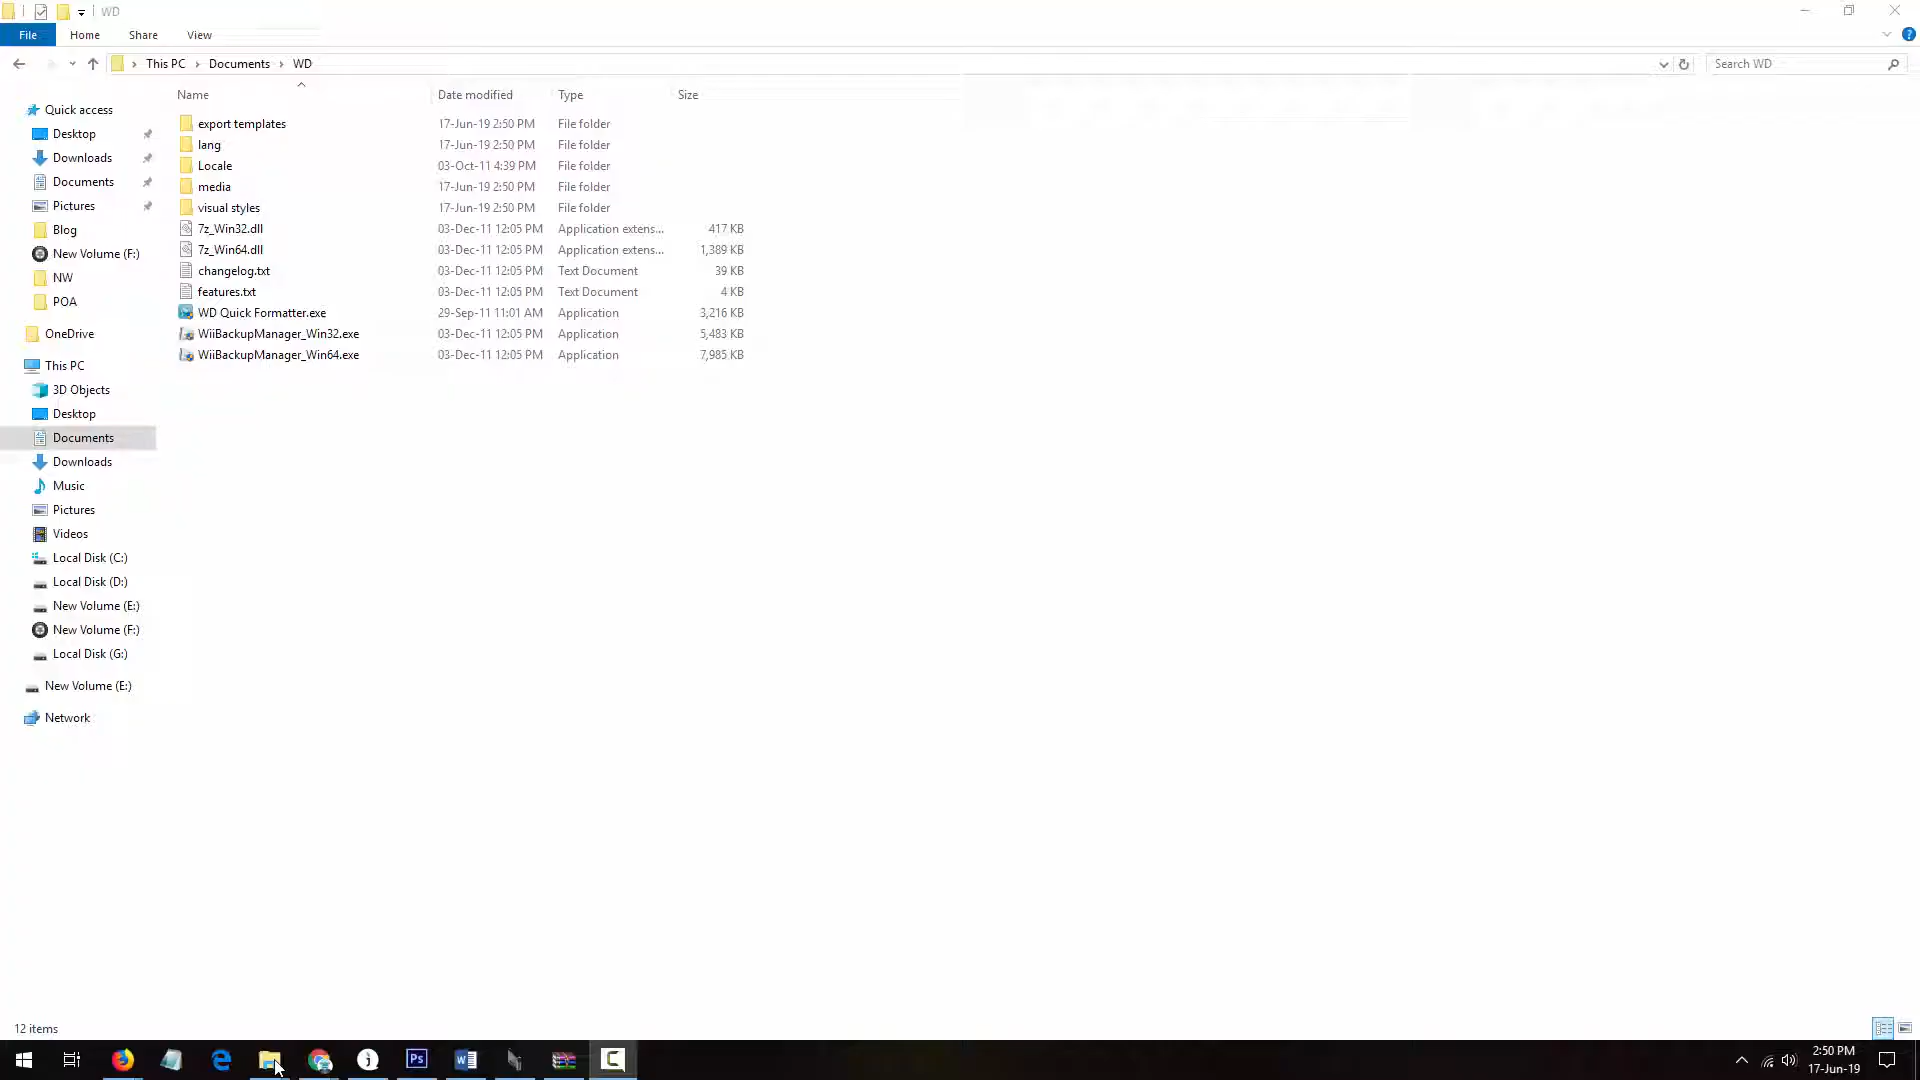 WD
File Home Share View
This PC Documents WD
Search WD
Name Date modified Type Size
export templates 17-Jun-19 2:50 PM File folder
lang 17-Jun-19 2:50 PM File folder
Locale 03-Oct-11 4:39 PM File folder
media 17-Jun-19 2:50 PM File folder
visual styles 17-Jun-19 2:50 PM File folder
7z_Win32.dll 03-Dec-11 12:05 PM Application extens... 417 KB
7z_Win64.dll 03-Dec-11 12:05 PM Application extens... 1,389 KB
changelog.txt 03-Dec-11 12:05 PM Text Document 39 KB
features.txt 03-Dec-11 12:05 PM Text Document 4 KB
WD Quick Formatter.exe 29-Sep-11 11:01 AM Application 3,216 KB
WiiBackupManager_Win32.exe 03-Dec-11 12:05 PM Application 5,483 KB
WiiBackupManager_Win64.exe 03-Dec-11 12:05 PM Application 7,985 KB
Quick access
Desktop
Downloads
Documents
Pictures
Blog
New Volume (F:)
NW
POA
OneDrive
This PC
3D Objects
Desktop
Documents
Downloads
Music
Pictures
Videos
Local Disk (C:)
Local Disk (D:)
New Volume (E:)
New Volume (F:)
Local Disk (G:)
New Volume (E:)
Network
12 items
Ps
2:50 PM
17-Jun-19